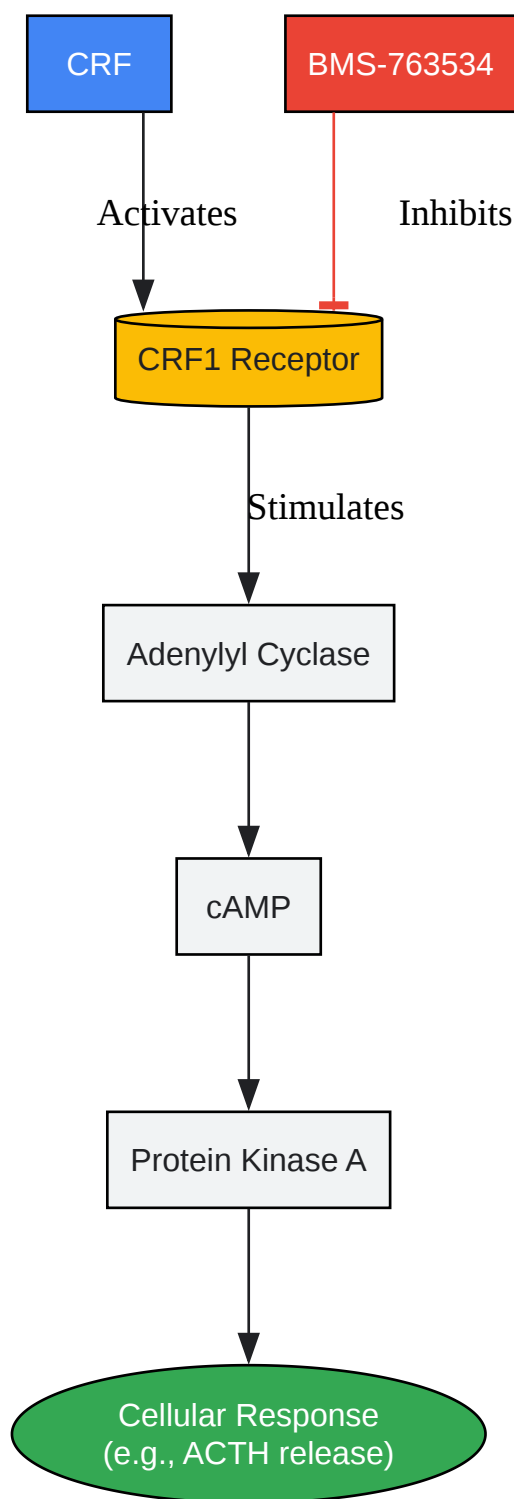 CRF
BMS-763534
Activates
Inhibits
CRF1 Receptor
Stimulates
Adenylyl Cyclase
cAMP
Protein Kinase A
Cellular Response
(e.g., ACTH release)